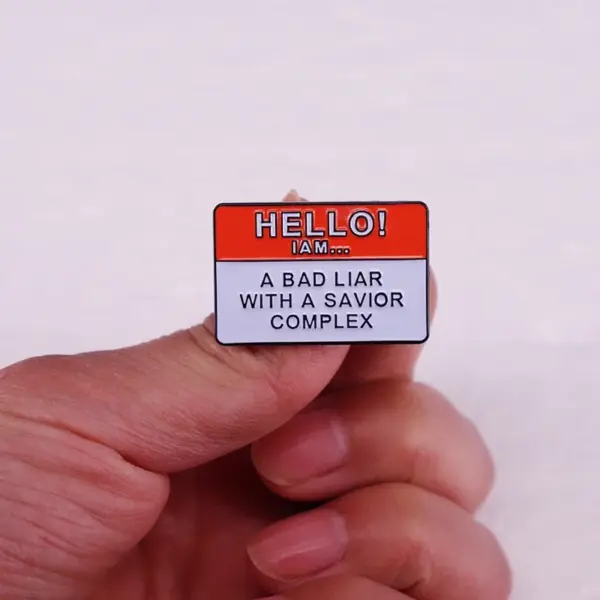 HELLO!
I AM...
A BAD LIAR
WITH A SAVIOR
COMPLEX